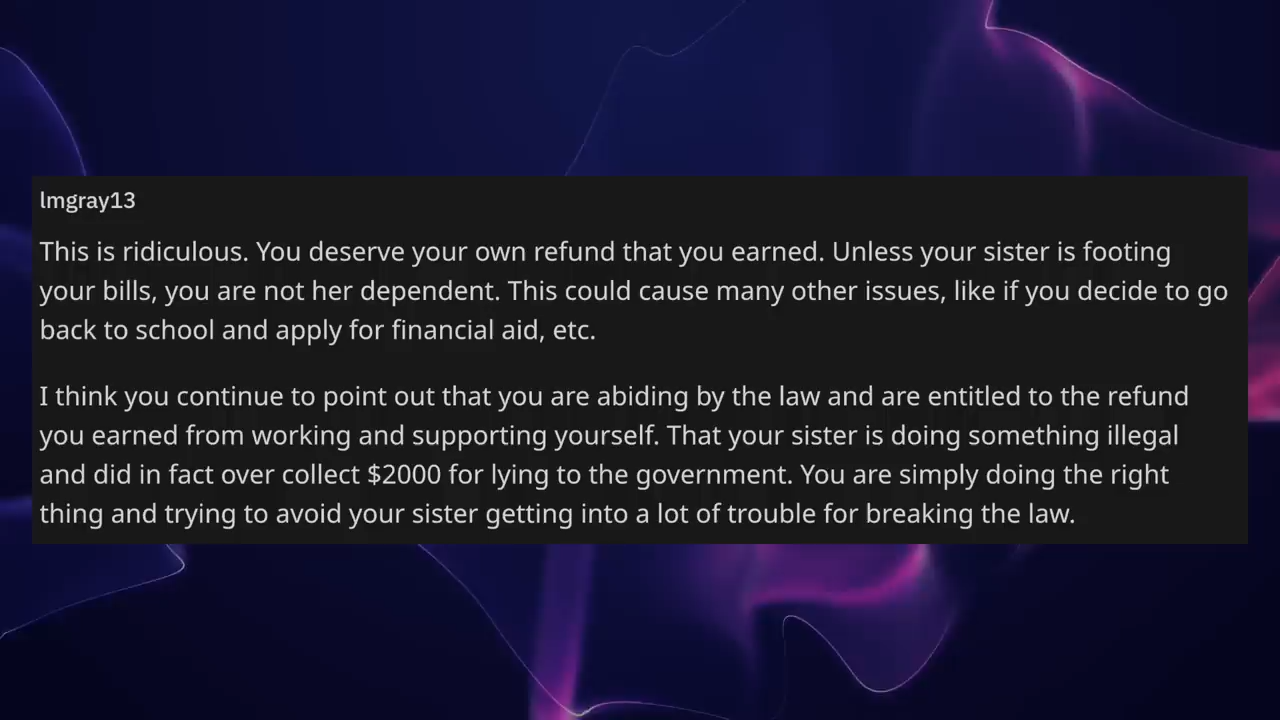 lmgray13
This is ridiculous. You deserve your own refund that you earned. Unless your sister is footing
your bills, you are not her dependent. This could cause many other issues, like if you decide to go
back to school and apply for financial aid, etc.
I think you continue to point out that you are abiding by the law and are entitled to the refund
you earned from working and supporting yourself. That your sister is doing something illegal
and did in fact over collect $2000 for lying to the government. You are simply doing the right
thing and trying to avoid your sister getting into a lot of trouble for breaking the law.